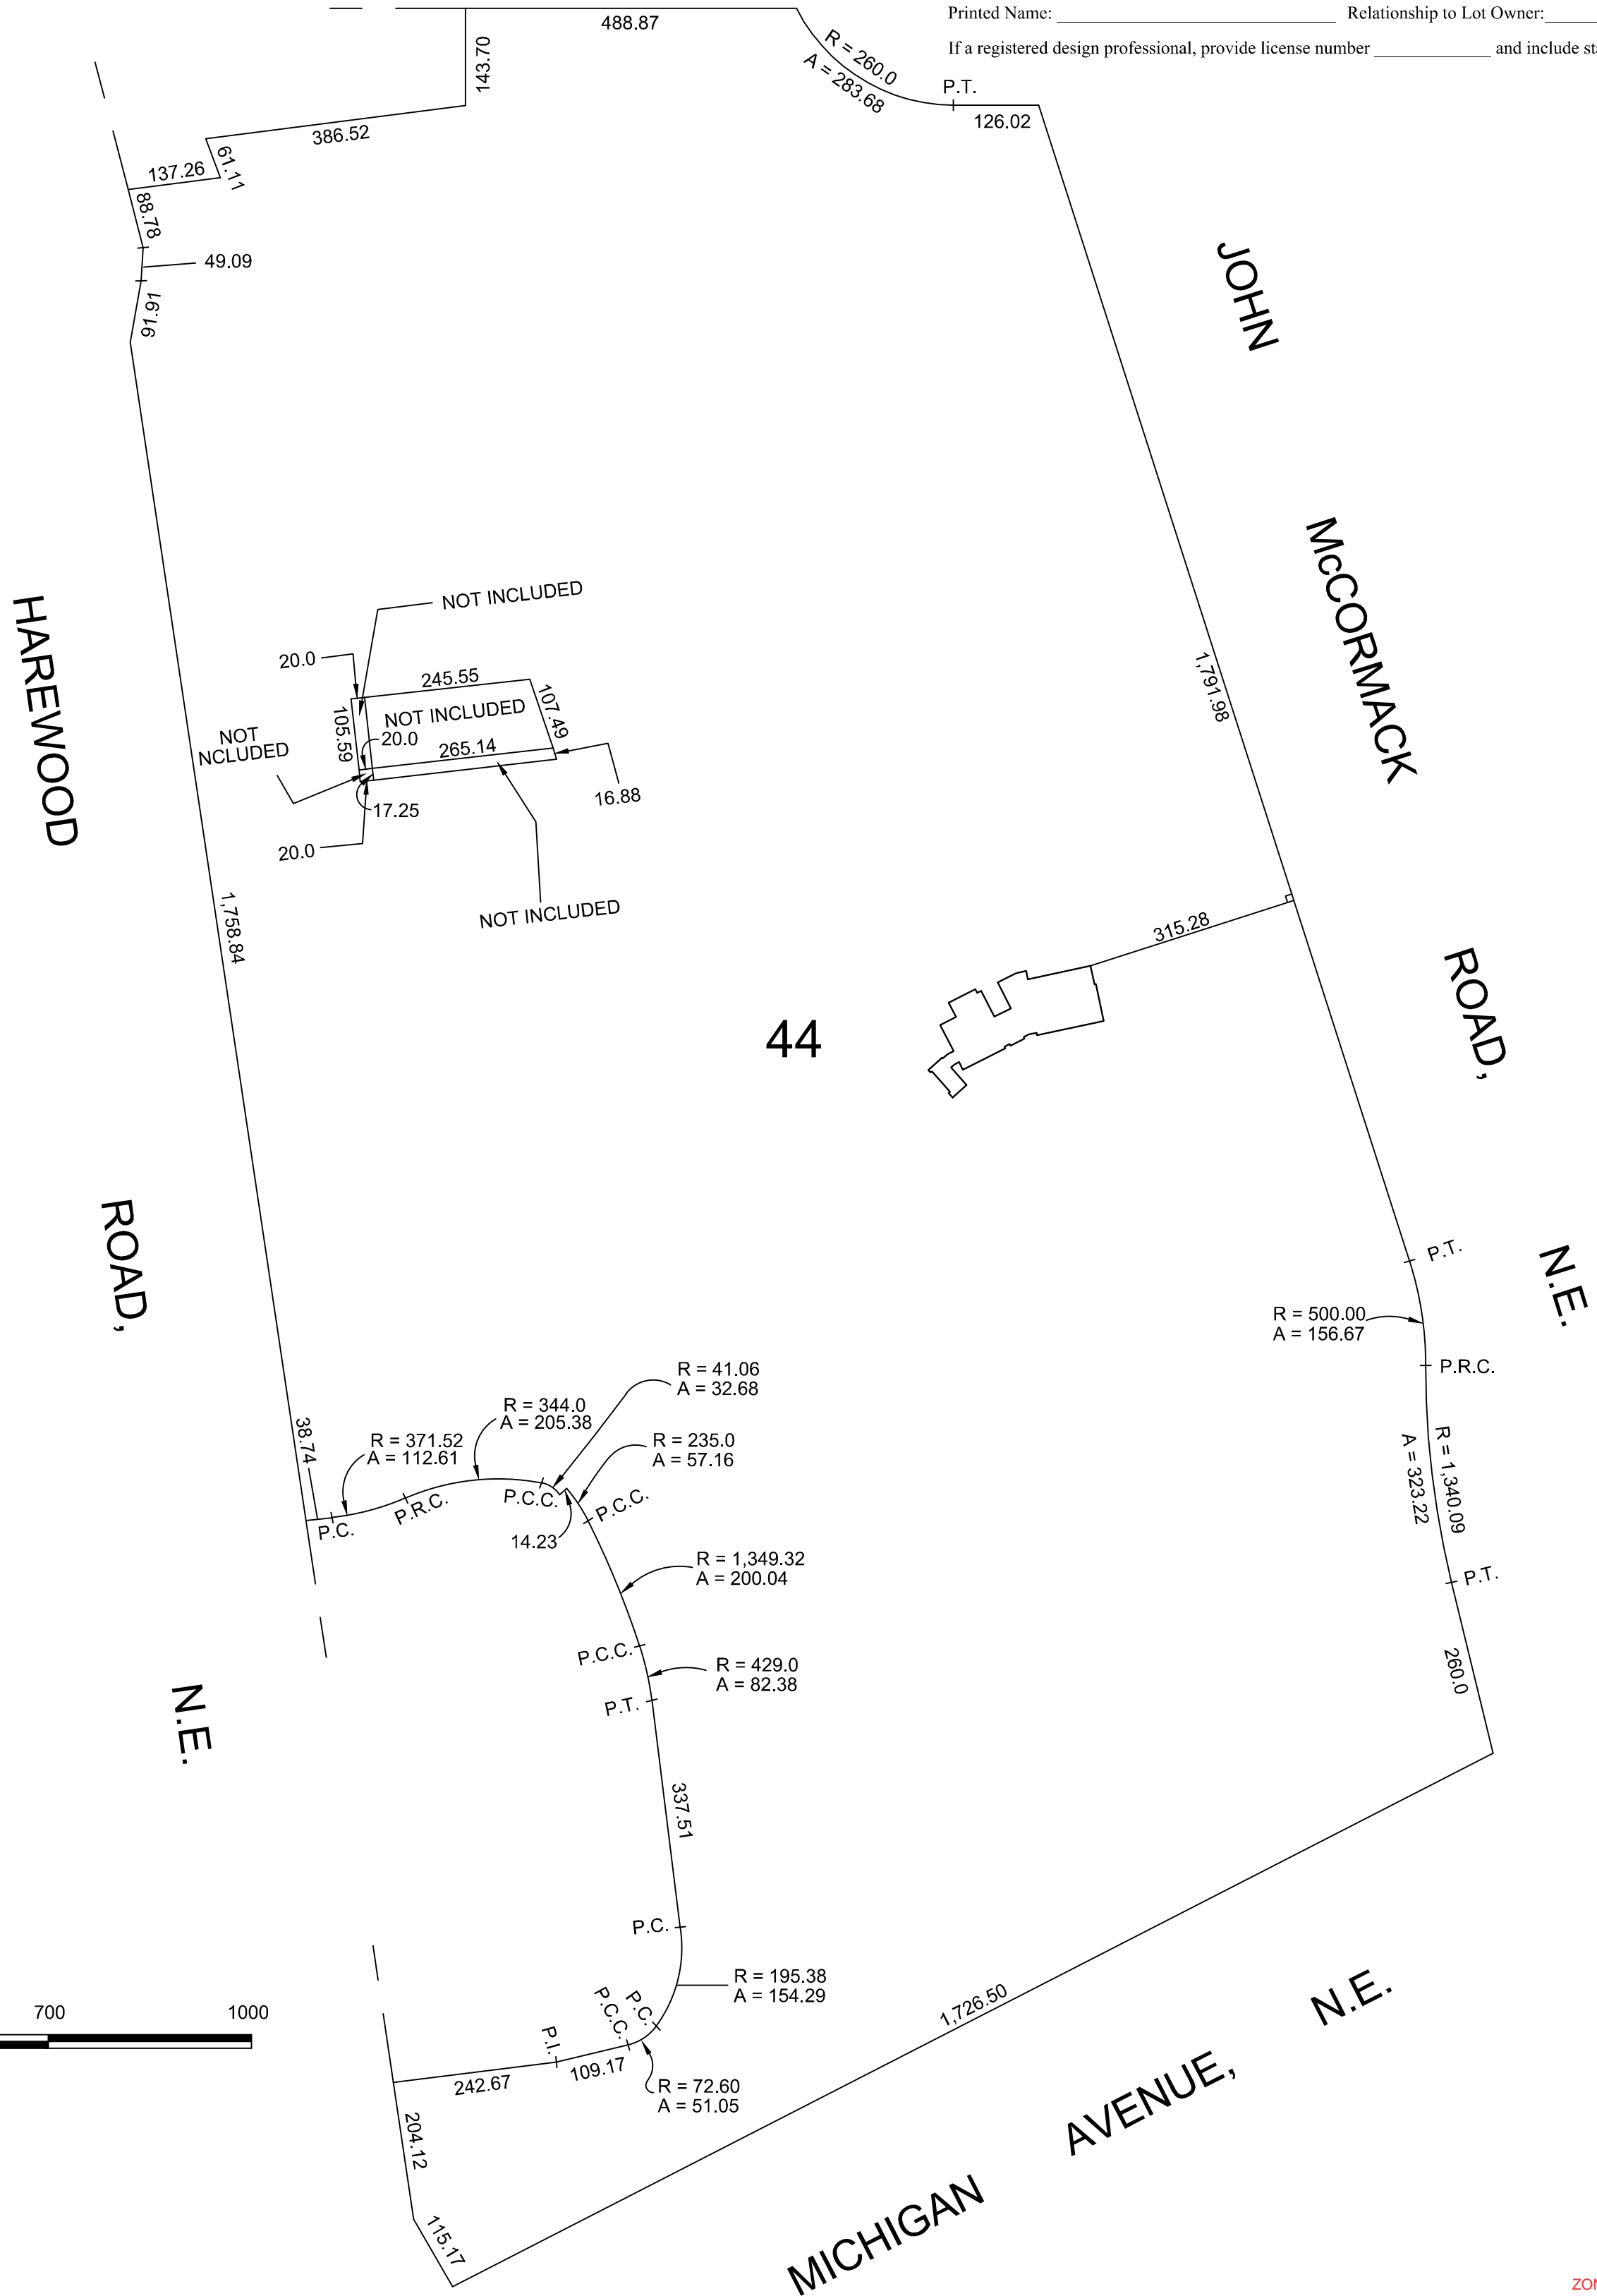 Printed Name: Relationship to Lot Owner:
If a registered design professional, provide license number and include
488.87
143.70
R = 260.0
A = 283.68
P.T.
126.02
386.52
61.11
137.26
88.78
49.09
91.91
JOHN
McCORMACK
ROAD,
N.E.
1,791.98
HAREWOOD
ROAD,
N.E.
NOT INCLUDED
20.0
245.55
107.49
NOT INCLUDED
105.59
20.0
265.14
NOT
NCLUDED
17.25
16.88
20.0
NOT INCLUDED
1,758.84
315.28
44
P.T.
R = 500.00
A = 156.67
P.R.C.
R = 1,340.09
A = 323.22
P.T.
260.0
38.74
R = 371.52
A = 112.61
R = 344.0
A = 205.38
R = 41.06
A = 32.68
R = 235.0
A = 57.16
P.C.
P.R.C.
P.C.C.
14.23
P.C.C.
R = 1,349.32
A = 200.04
P.C.C.
R = 429.0
A = 82.38
P.T.
337.51
P.C.
R = 195.38
A = 154.29
P.C.
P.C.C.
P.I.
109.17
242.67
R = 72.60
A = 51.05
204.12
115.17
1,726.50
MICHIGAN AVENUE, N.E.
700 1000